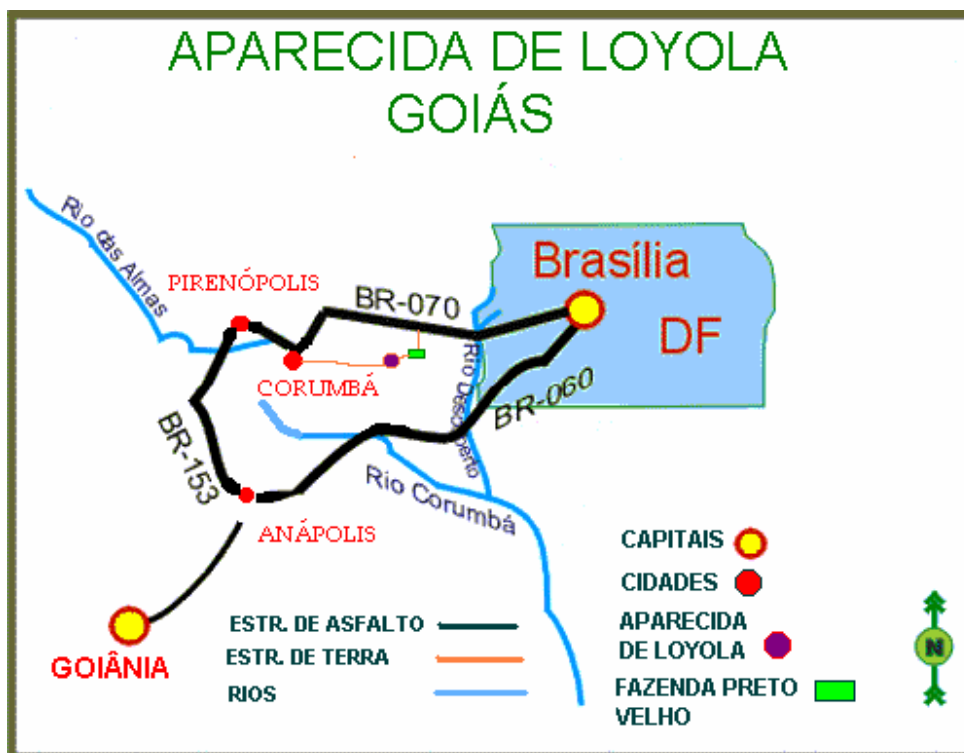 APARECIDA DE LOYOLA
GOIÁS
Rio das Almas
PIRENÓPOLIS
BR-070
Brasília
DF
CORUMBÁ
Rio Descoberto
BR-060
BR-153
Rio Corumbá
ANÁPOLIS
GOIÂNIA
ESTR. DE ASFALTO
ESTR. DE TERRA
RIOS
CAPITAIS
CIDADES
APARECIDA
DE LOYOLA
FAZENDA PRETO
VELHO
N